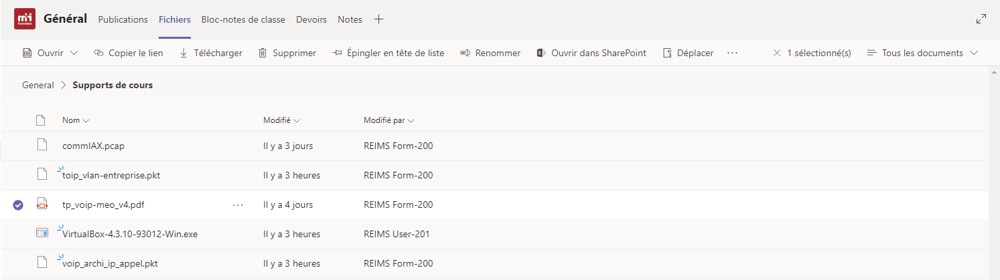 mi Formation Général Publications Fichiers Bloc-notes de classe Devoirs Notes
Ouvrir Copier le lien Télécharger Supprimer Épingler en tête de liste Renommer Ouvrir dans SharePoint Déplacer ··· 1 sélectionné(s) Tous les documents
General > Supports de cours
Nom Modifié Modifié par
commIAX.pcap Il y a 3 jours REIMS Form-200
toip_vlan-entreprise.pkt Il y a 3 heures REIMS Form-200
tp_voip-meo_v4.pdf ··· Il y a 4 jours REIMS Form-200
VirtualBox-4.3.10-93012-Win.exe Il y a 3 heures REIMS User-201
voip_archi_ip_appel.pkt Il y a 3 heures REIMS Form-200